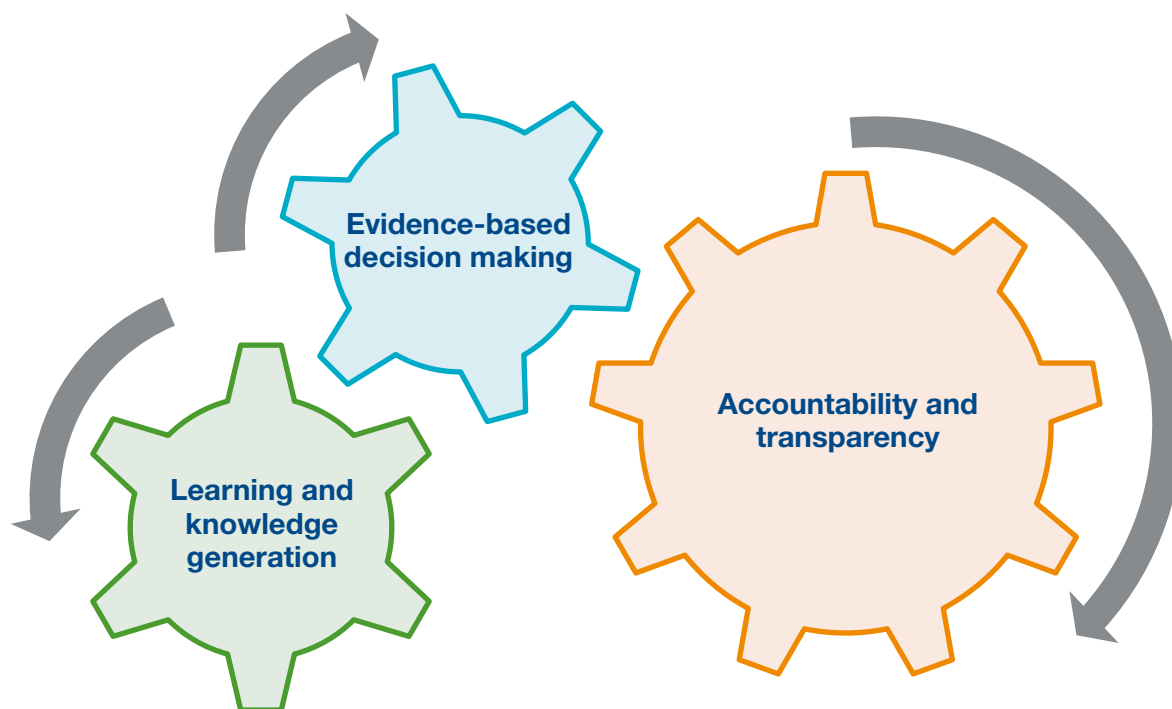 Evidence-based
decision making
Accountability and
transparency
Learning and
knowledge
generation